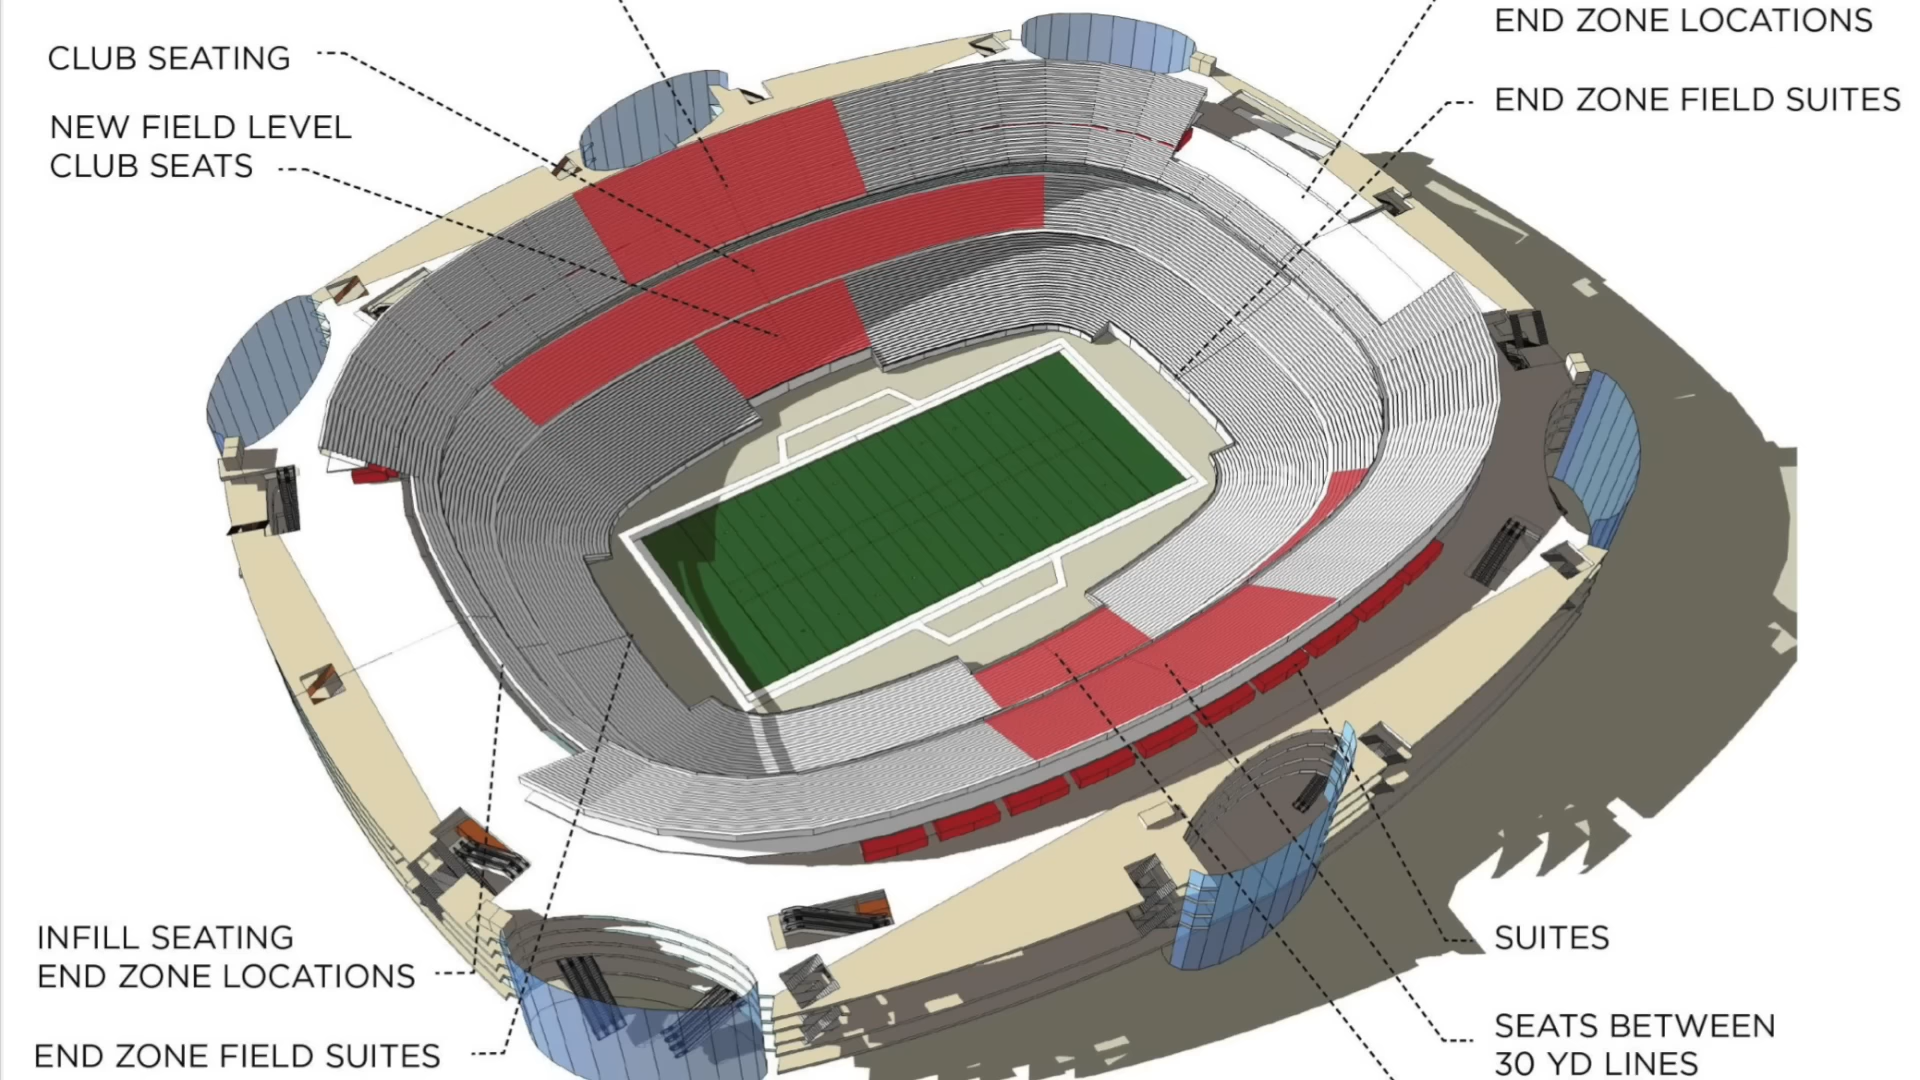 CLUB SEATING
NEW FIELD LEVEL
CLUB SEATS
END ZONE LOCATIONS
END ZONE FIELD SUITES
INFILL SEATING
END ZONE LOCATIONS
END ZONE FIELD SUITES
SUITES
SEATS BETWEEN
30 YD LINES